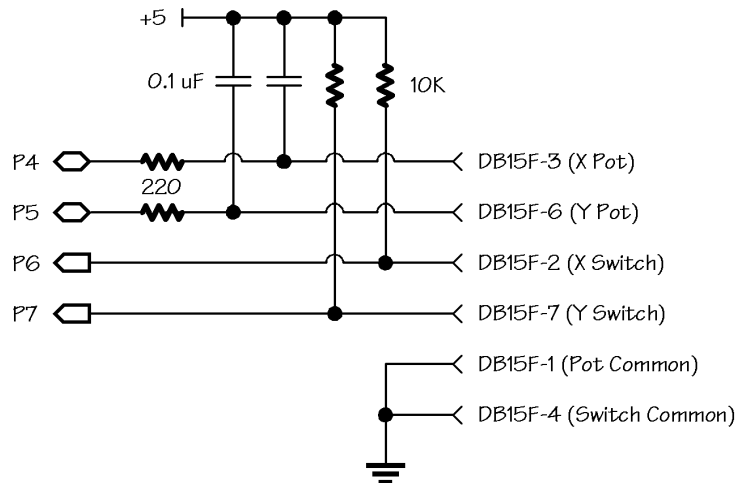 +5
0.1 uF
10K
P4
DB15F-3 (X Pot)
220
P5
DB15F-6 (Y Pot)
P6
DB15F-2 (X Switch)
P7
DB15F-7 (Y Switch)
DB15F-1 (Pot Common)
DB15F-4 (Switch Common)